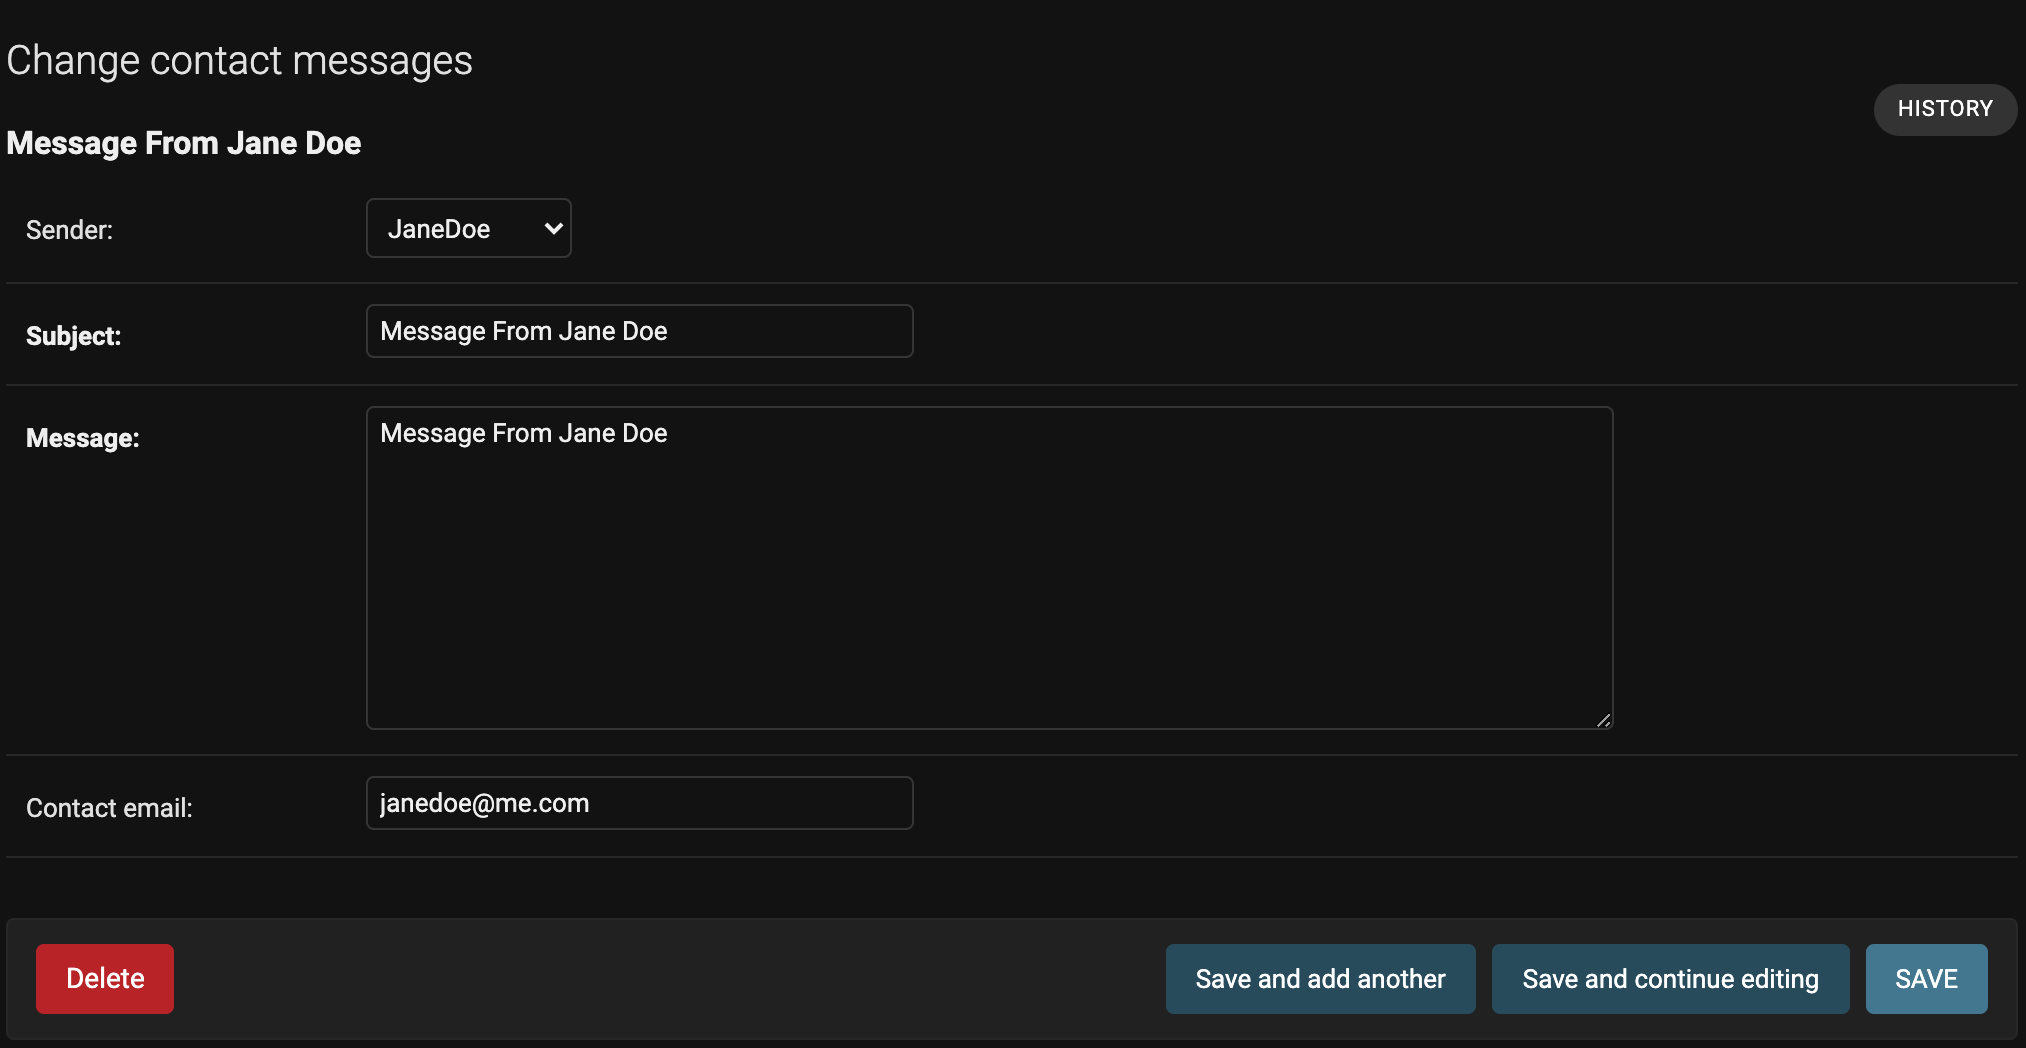 Change contact messages
HISTORY
Message From Jane Doe
Sender: JaneDoe
Subject: Message From Jane Doe
Message: Message From Jane Doe
Contact email: janedoe@me.com
Delete Save and add another Save and continue editing SAVE